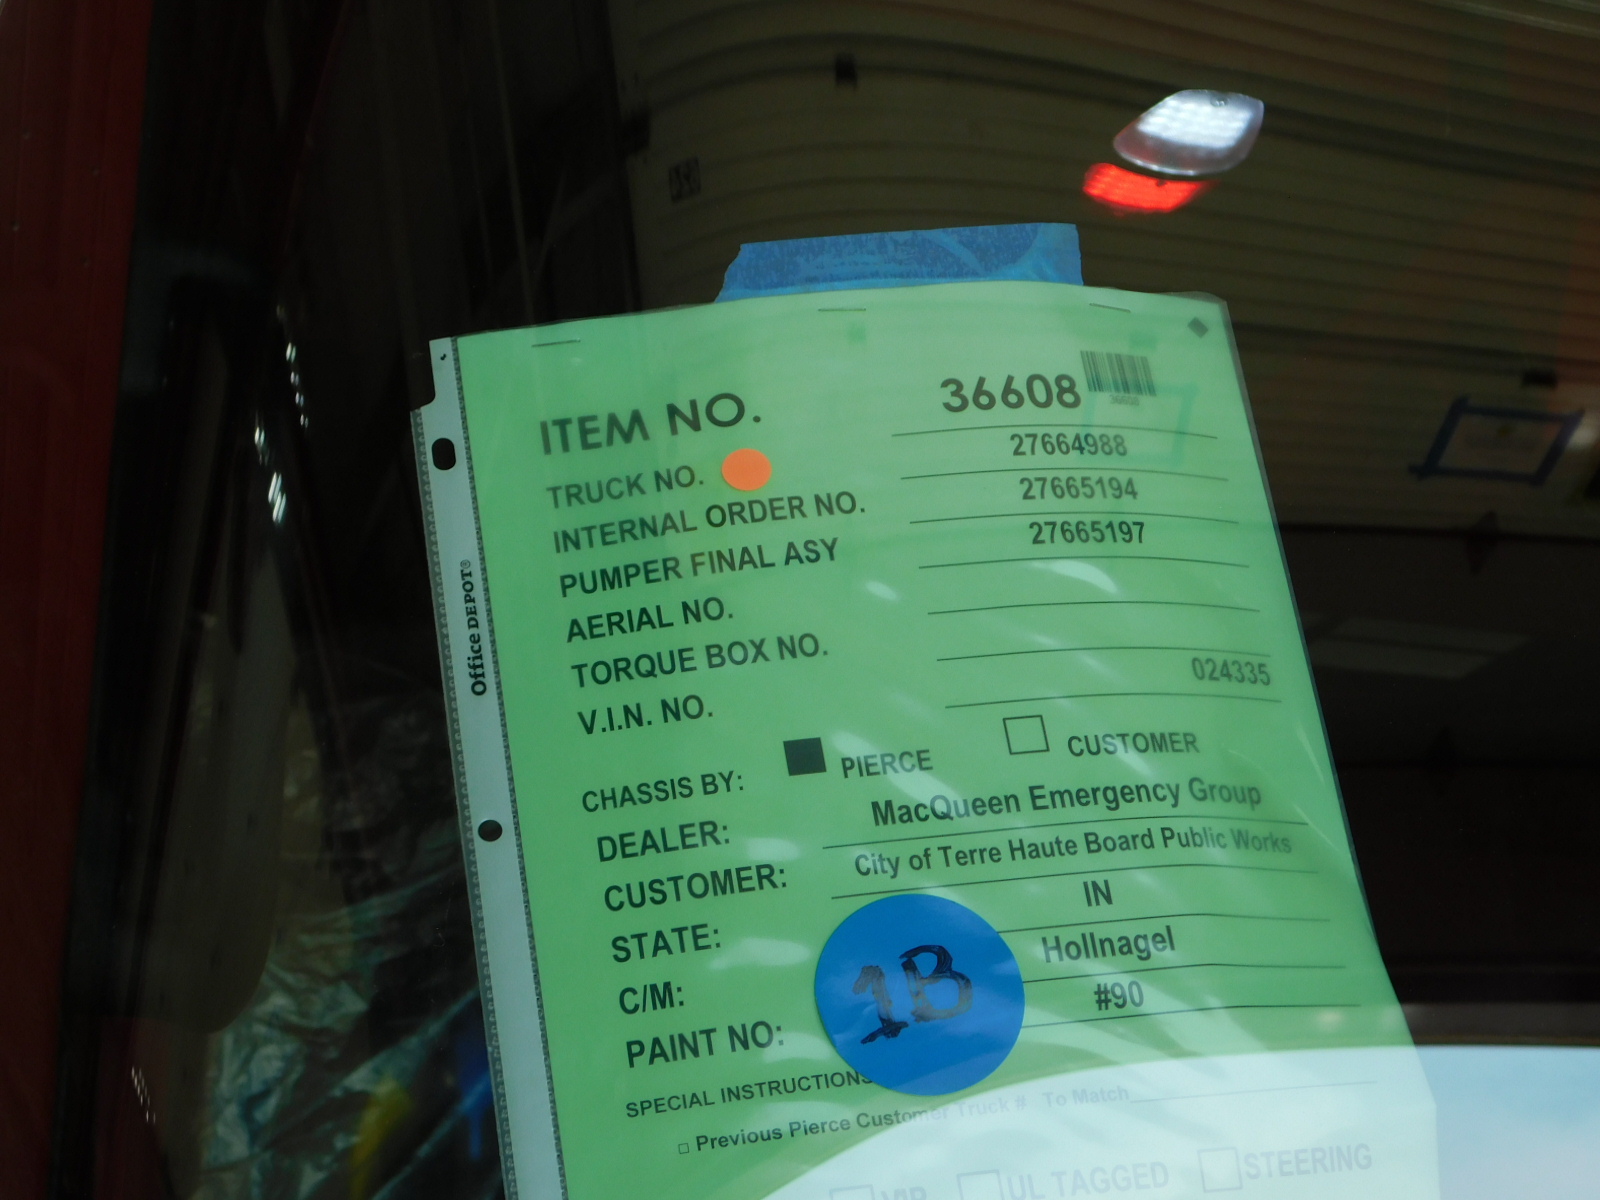 ITEM NO. 36608
36608
TRUCK NO. 27664988
INTERNAL ORDER NO. 27665194
PUMPER FINAL ASY 27665197
AERIAL NO.
TORQUE BOX NO.
V.I.N. NO. 024335
CHASSIS BY: PIERCE CUSTOMER
DEALER: MacQueen Emergency Group
CUSTOMER: City of Terre Haute Board Public Works
STATE: IN
C/M: Hollnagel
PAINT NO: #90
1B
SPECIAL INSTRUCTIONS
Previous Pierce Customer Truck # To Match
VIP UL TAGGED STEERING
Office DEPOT®